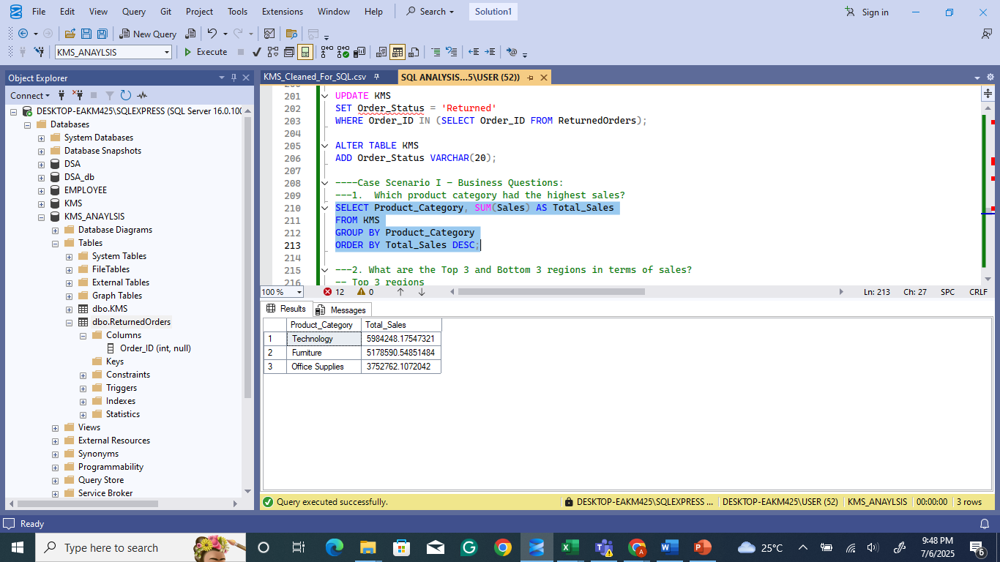 File Edit View Query Git Project Tools Extensions Window Help Search Solution1 Sign in
New Query
KMS_ANAYLSIS Execute
Object Explorer
Connect
DESKTOP-EAKM425\SQLEXPRESS (SQL Server 16.0.100
Databases
System Databases
Database Snapshots
DSA
DSA_db
EMPLOYEE
KMS
KMS_ANAYLSIS
Database Diagrams
Tables
System Tables
FileTables
External Tables
Graph Tables
dbo.KMS
dbo.ReturnedOrders
Columns
Order_ID (int, null)
Keys
Constraints
Triggers
Indexes
Statistics
Views
External Resources
Synonyms
Programmability
Query Store
Service Broker
KMS_Cleaned_For_SQL.csv SQL ANALYSIS...5\USER (52))
201 UPDATE KMS
202 SET Order_Status = 'Returned'
203 WHERE Order_ID IN (SELECT Order_ID FROM ReturnedOrders);
204
205 ALTER TABLE KMS
206 ADD Order_Status VARCHAR(20);
207
208 ----Case Scenario I – Business Questions:
209 ---1. Which product category had the highest sales?
210 SELECT Product_Category, SUM(Sales) AS Total_Sales
211 FROM KMS
212 GROUP BY Product_Category
213 ORDER BY Total_Sales DESC;
214
215 ---2. What are the Top 3 and Bottom 3 regions in terms of sales?
216 -- Top 3 regions
100 % 12 0 Ln: 213 Ch: 27 SPC CRLF
Results Messages
Product_Category Total_Sales
1 Technology 5984248.17547321
2 Furniture 5178590.54851484
3 Office Supplies 3752762.1072042
Query executed successfully. DESKTOP-EAKM425\SQLEXPRESS ... DESKTOP-EAKM425\USER (52) KMS_ANAYLSIS 00:00:00 3 rows
Ready
Type here to search 25°C 9:48 PM
7/6/2025 6